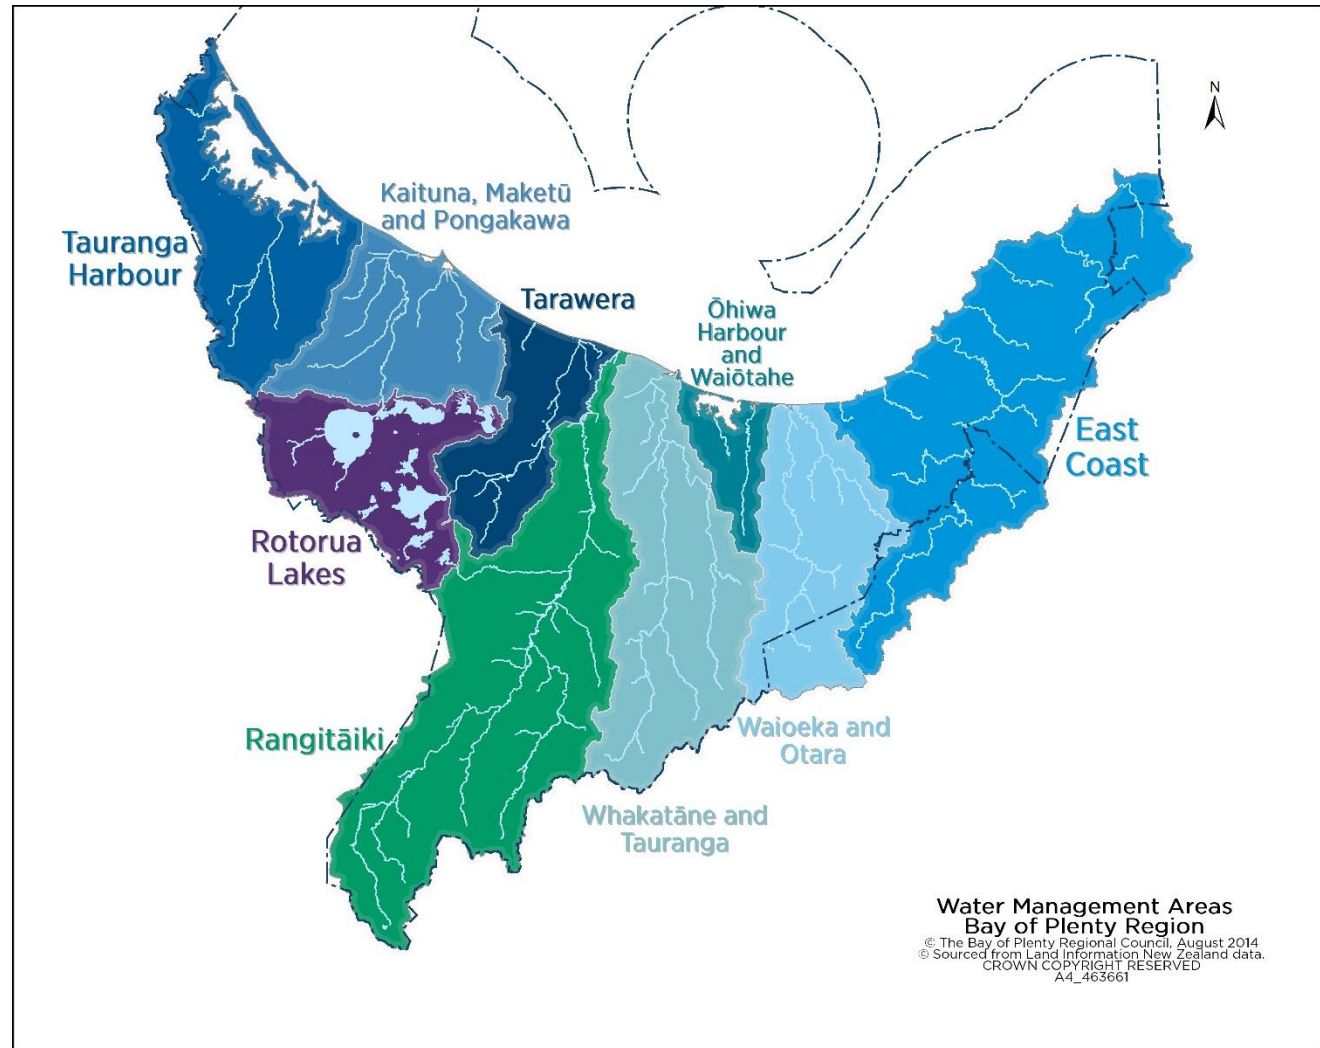 N
Kaituna, Maketū
and Pongakawa
Tauranga
Harbour
Tarawera
Ōhiwa
Harbour
and
Waiōtahe
East
Coast
Rotorua
Lakes
Rangitāiki
Waioeka and
Otara
Whakatāne and
Tauranga
Water Management Areas
Bay of Plenty Region
© The Bay of Plenty Regional Council, August 2014
© Sourced from Land Information New Zealand data.
CROWN COPYRIGHT RESERVED
A4_463661